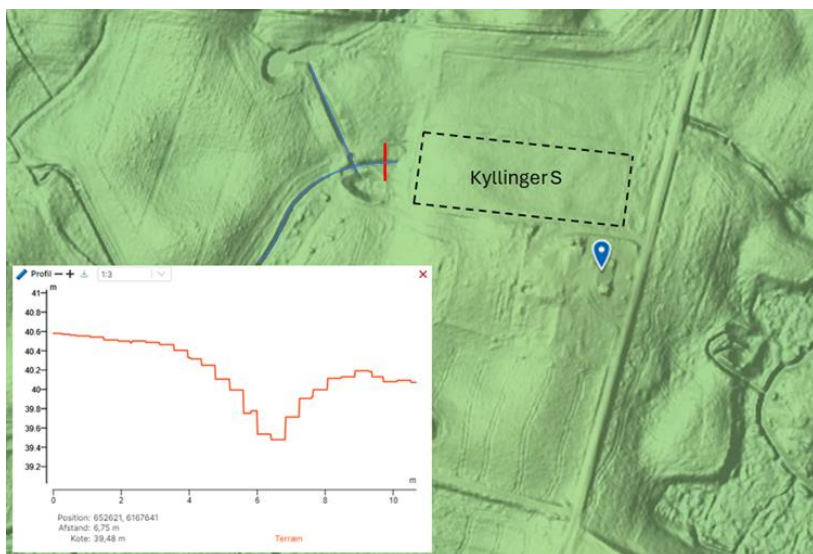 Kyllinger S
Profil
1:3
m
41
40.8
40.6
40.4
40.2
40
39.8
39.6
39.4
39.2
m
0
2
4
6
8
10
Position: 652621, 6167641
Afstand: 6,75 m
Kote: 39,48 m
Terræn